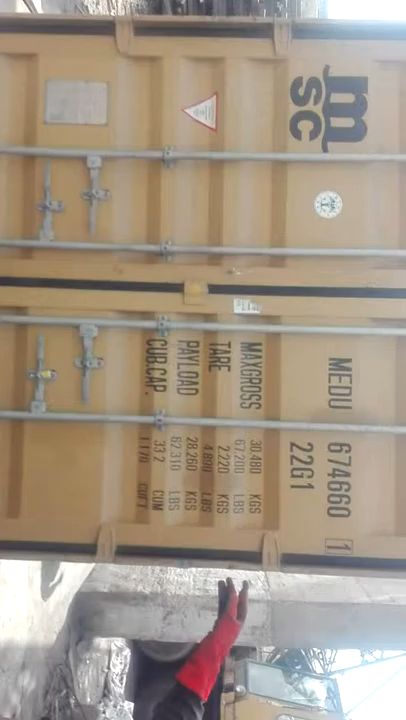 m
sc
MEDU 674660 1
22G1
MAXGROSS 30.480 KGS
67.200 LBS
TARE 2.220 KGS
4.890 LBS
PAYLOAD 28.260 KGS
62.310 LBS
CUB.CAP. 33.2 CUM
1.170 CUFT